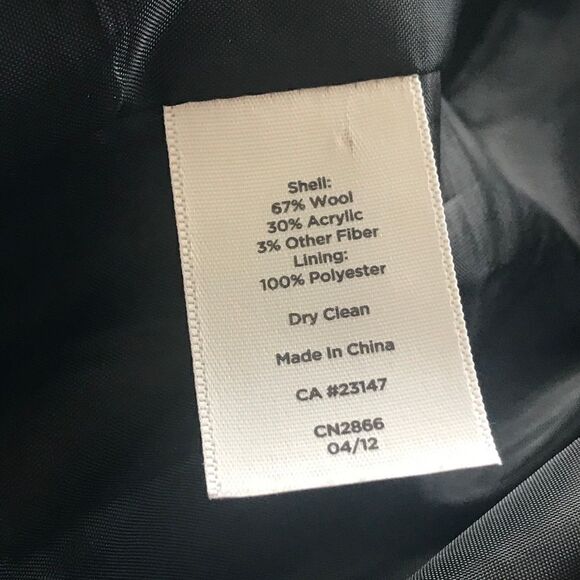 Shell:
67% Wool
30% Acrylic
3% Other Fiber
Lining:
100% Polyester
Dry Clean
Made In China
CA #23147
CN2866
04/12